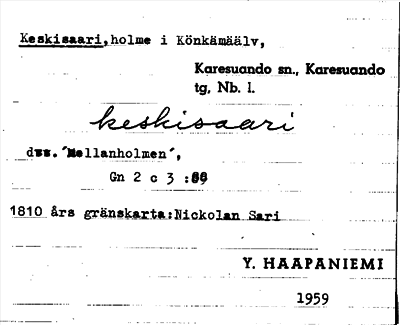 Keskisaari, holme i Könkämäälv,
Karesuando sn., Karesuando
tg, Nb. l.
keskisaari
dvs. ´Mellanholmen´,
Gn 2 c 3 :
1810 års gränskarta: Nickolan Sari
Y. HAAPANIEMI
1959